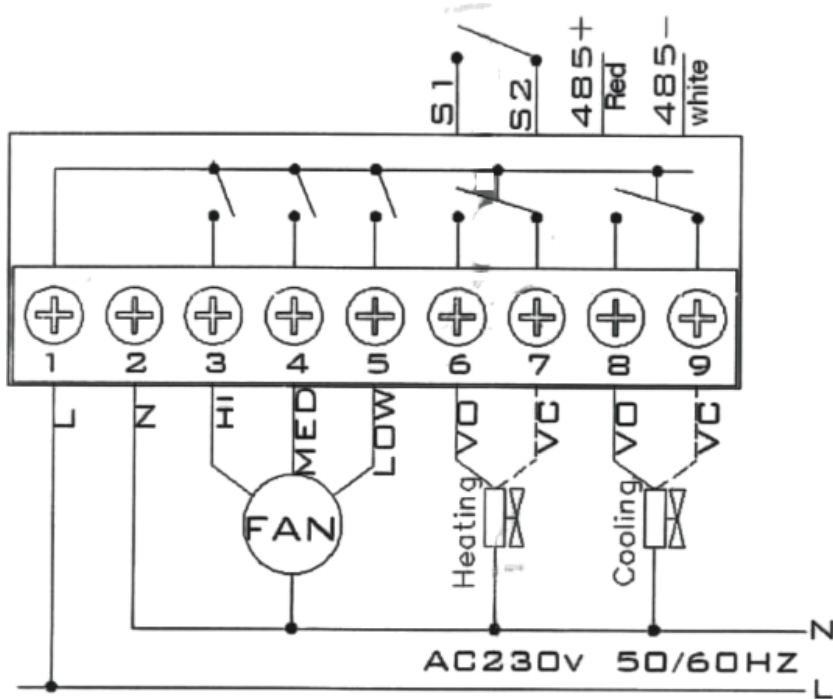 S1
S2
485+
Red
485-
white
1 2 3 4 5 6 7 8 9
L
N
HI
MED
LOW
VO
VC
VO
VC
FAN
Heating
Cooling
N
AC230v 50/60HZ
L